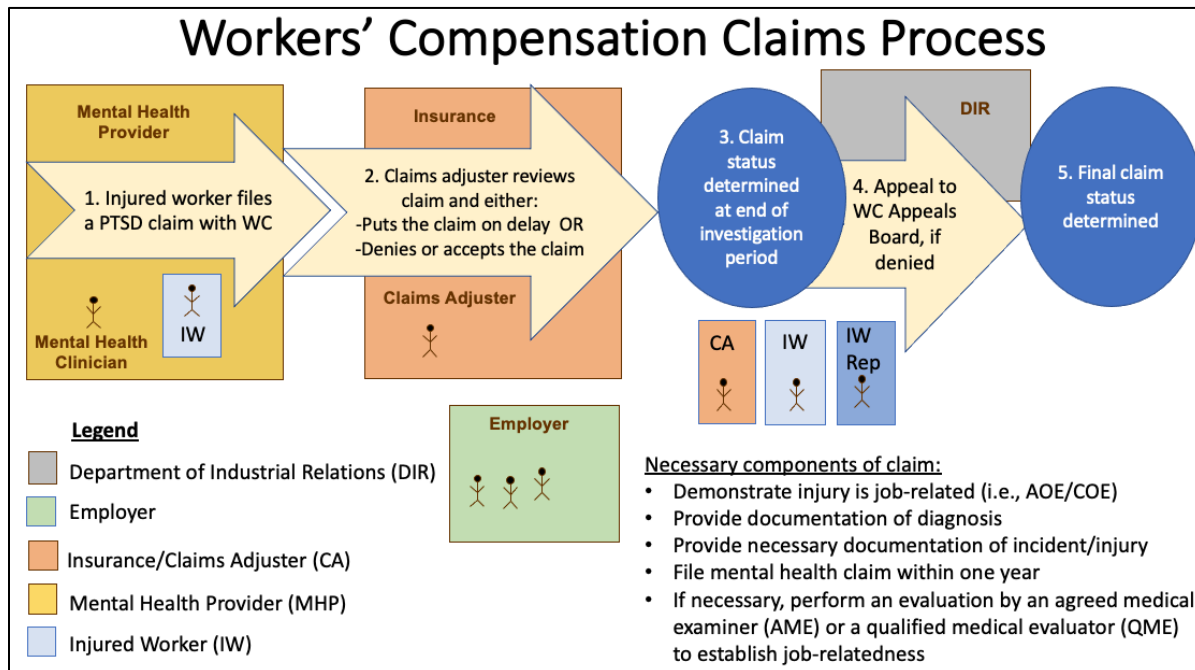 Workers' Compensation Claims Process
Mental Health
Provider
1. Injured worker files
a PTSD claim with WC
Mental Health
Clinician
IW
Insurance
2. Claims adjuster reviews
claim and either:
-Puts the claim on delay OR
-Denies or accepts the claim
Claims Adjuster
3. Claim
status
determined
at end of
investigation
period
DIR
4. Appeal to
WC Appeals
Board, if
denied
5. Final claim
status
determined
CA
IW
IW
Rep
Employer
Legend
Department of Industrial Relations (DIR)
Employer
Insurance/Claims Adjuster (CA)
Mental Health Provider (MHP)
Injured Worker (IW)
Necessary components of claim:
• Demonstrate injury is job-related (i.e., AOE/COE)
• Provide documentation of diagnosis
• Provide necessary documentation of incident/injury
• File mental health claim within one year
• If necessary, perform an evaluation by an agreed medical
examiner (AME) or a qualified medical evaluator (QME)
to establish job-relatedness